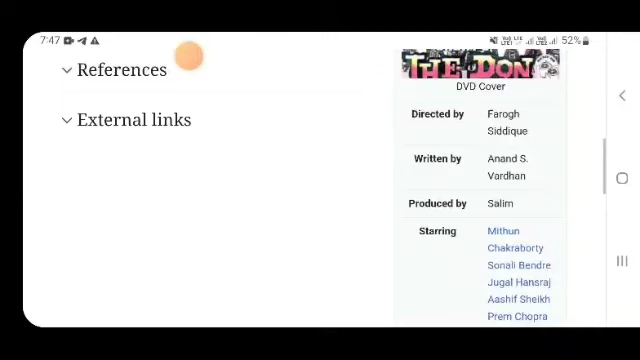 7:47
52%
References
External links
THE DON
DVD Cover
Directed by
Farogh
Siddique
Written by
Anand S.
Vardhan
Produced by
Salim
Starring
Mithun
Chakraborty
Sonali Bendre
Jugal Hansraj
Aashif Sheikh
Prem Chopra